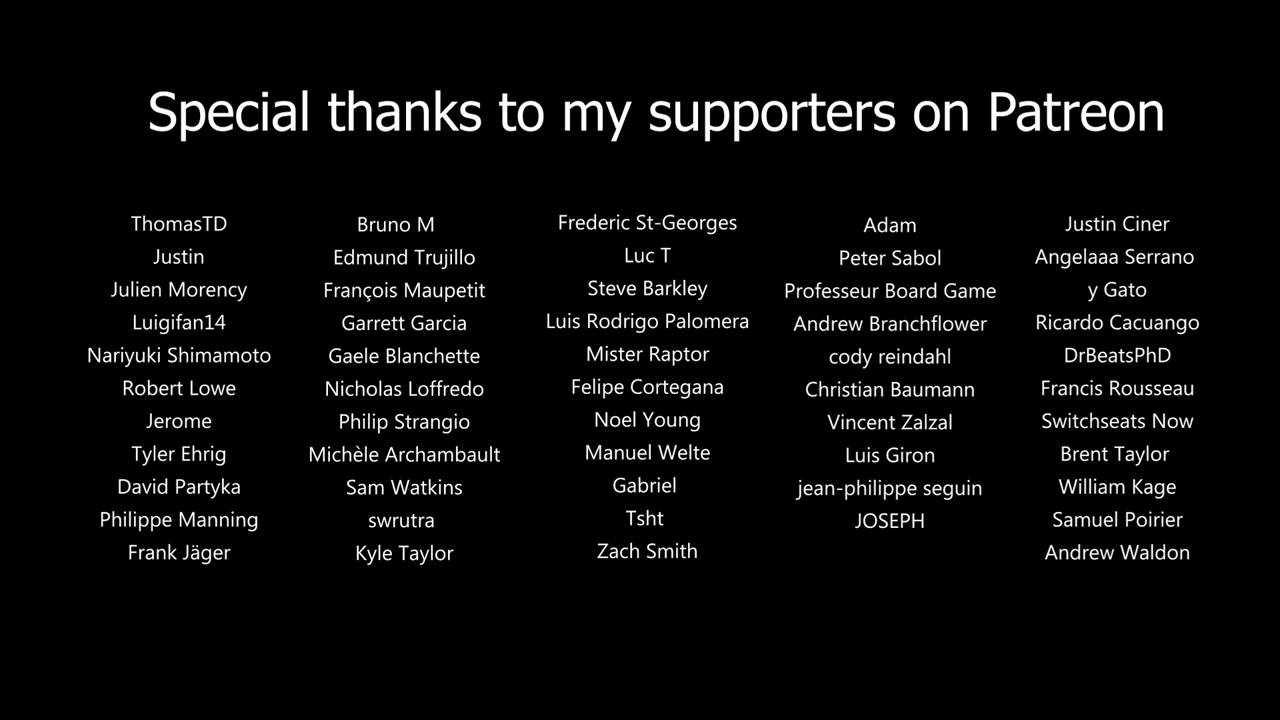 Special thanks to my supporters on Patreon
ThomasTD
Justin
Julien Morency
Luigifan14
Nariyuki Shimamoto
Robert Lowe
Jerome
Tyler Ehrig
David Partyka
Philippe Manning
Frank Jäger
Bruno M
Edmund Trujillo
François Maupetit
Garrett Garcia
Gaele Blanchette
Nicholas Loffredo
Philip Strangio
Michèle Archambault
Sam Watkins
swrutra
Kyle Taylor
Frederic St-Georges
Luc T
Steve Barkley
Luis Rodrigo Palomera
Mister Raptor
Felipe Cortegana
Noel Young
Manuel Welte
Gabriel
Tsht
Zach Smith
Adam
Peter Sabol
Professeur Board Game
Andrew Branchflower
cody reindahl
Christian Baumann
Vincent Zalzal
Luis Giron
jean-philippe seguin
JOSEPH
Justin Ciner
Angelaaa Serrano
y Gato
Ricardo Cacuango
DrBeatsPhD
Francis Rousseau
Switchseats Now
Brent Taylor
William Kage
Samuel Poirier
Andrew Waldon